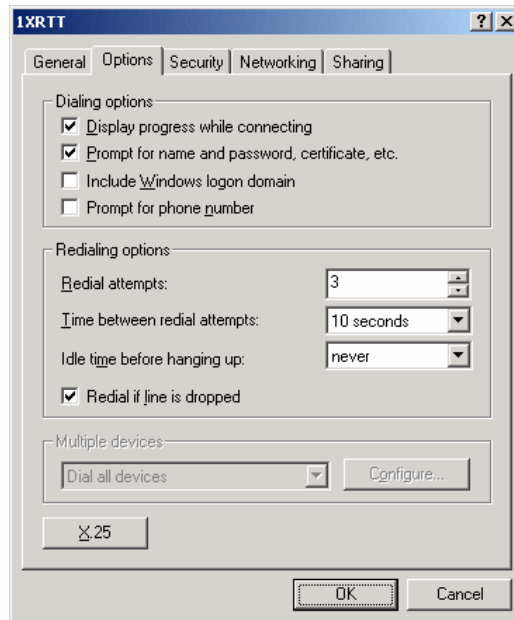 1XRTT
General Options Security Networking Sharing
Dialing options
Display progress while connecting
Prompt for name and password, certificate, etc.
Include Windows logon domain
Prompt for phone number
Redialing options
Redial attempts: 3
Time between redial attempts: 10 seconds
Idle time before hanging up: never
Redial if line is dropped
Multiple devices
Dial all devices Configure...
X.25
OK Cancel